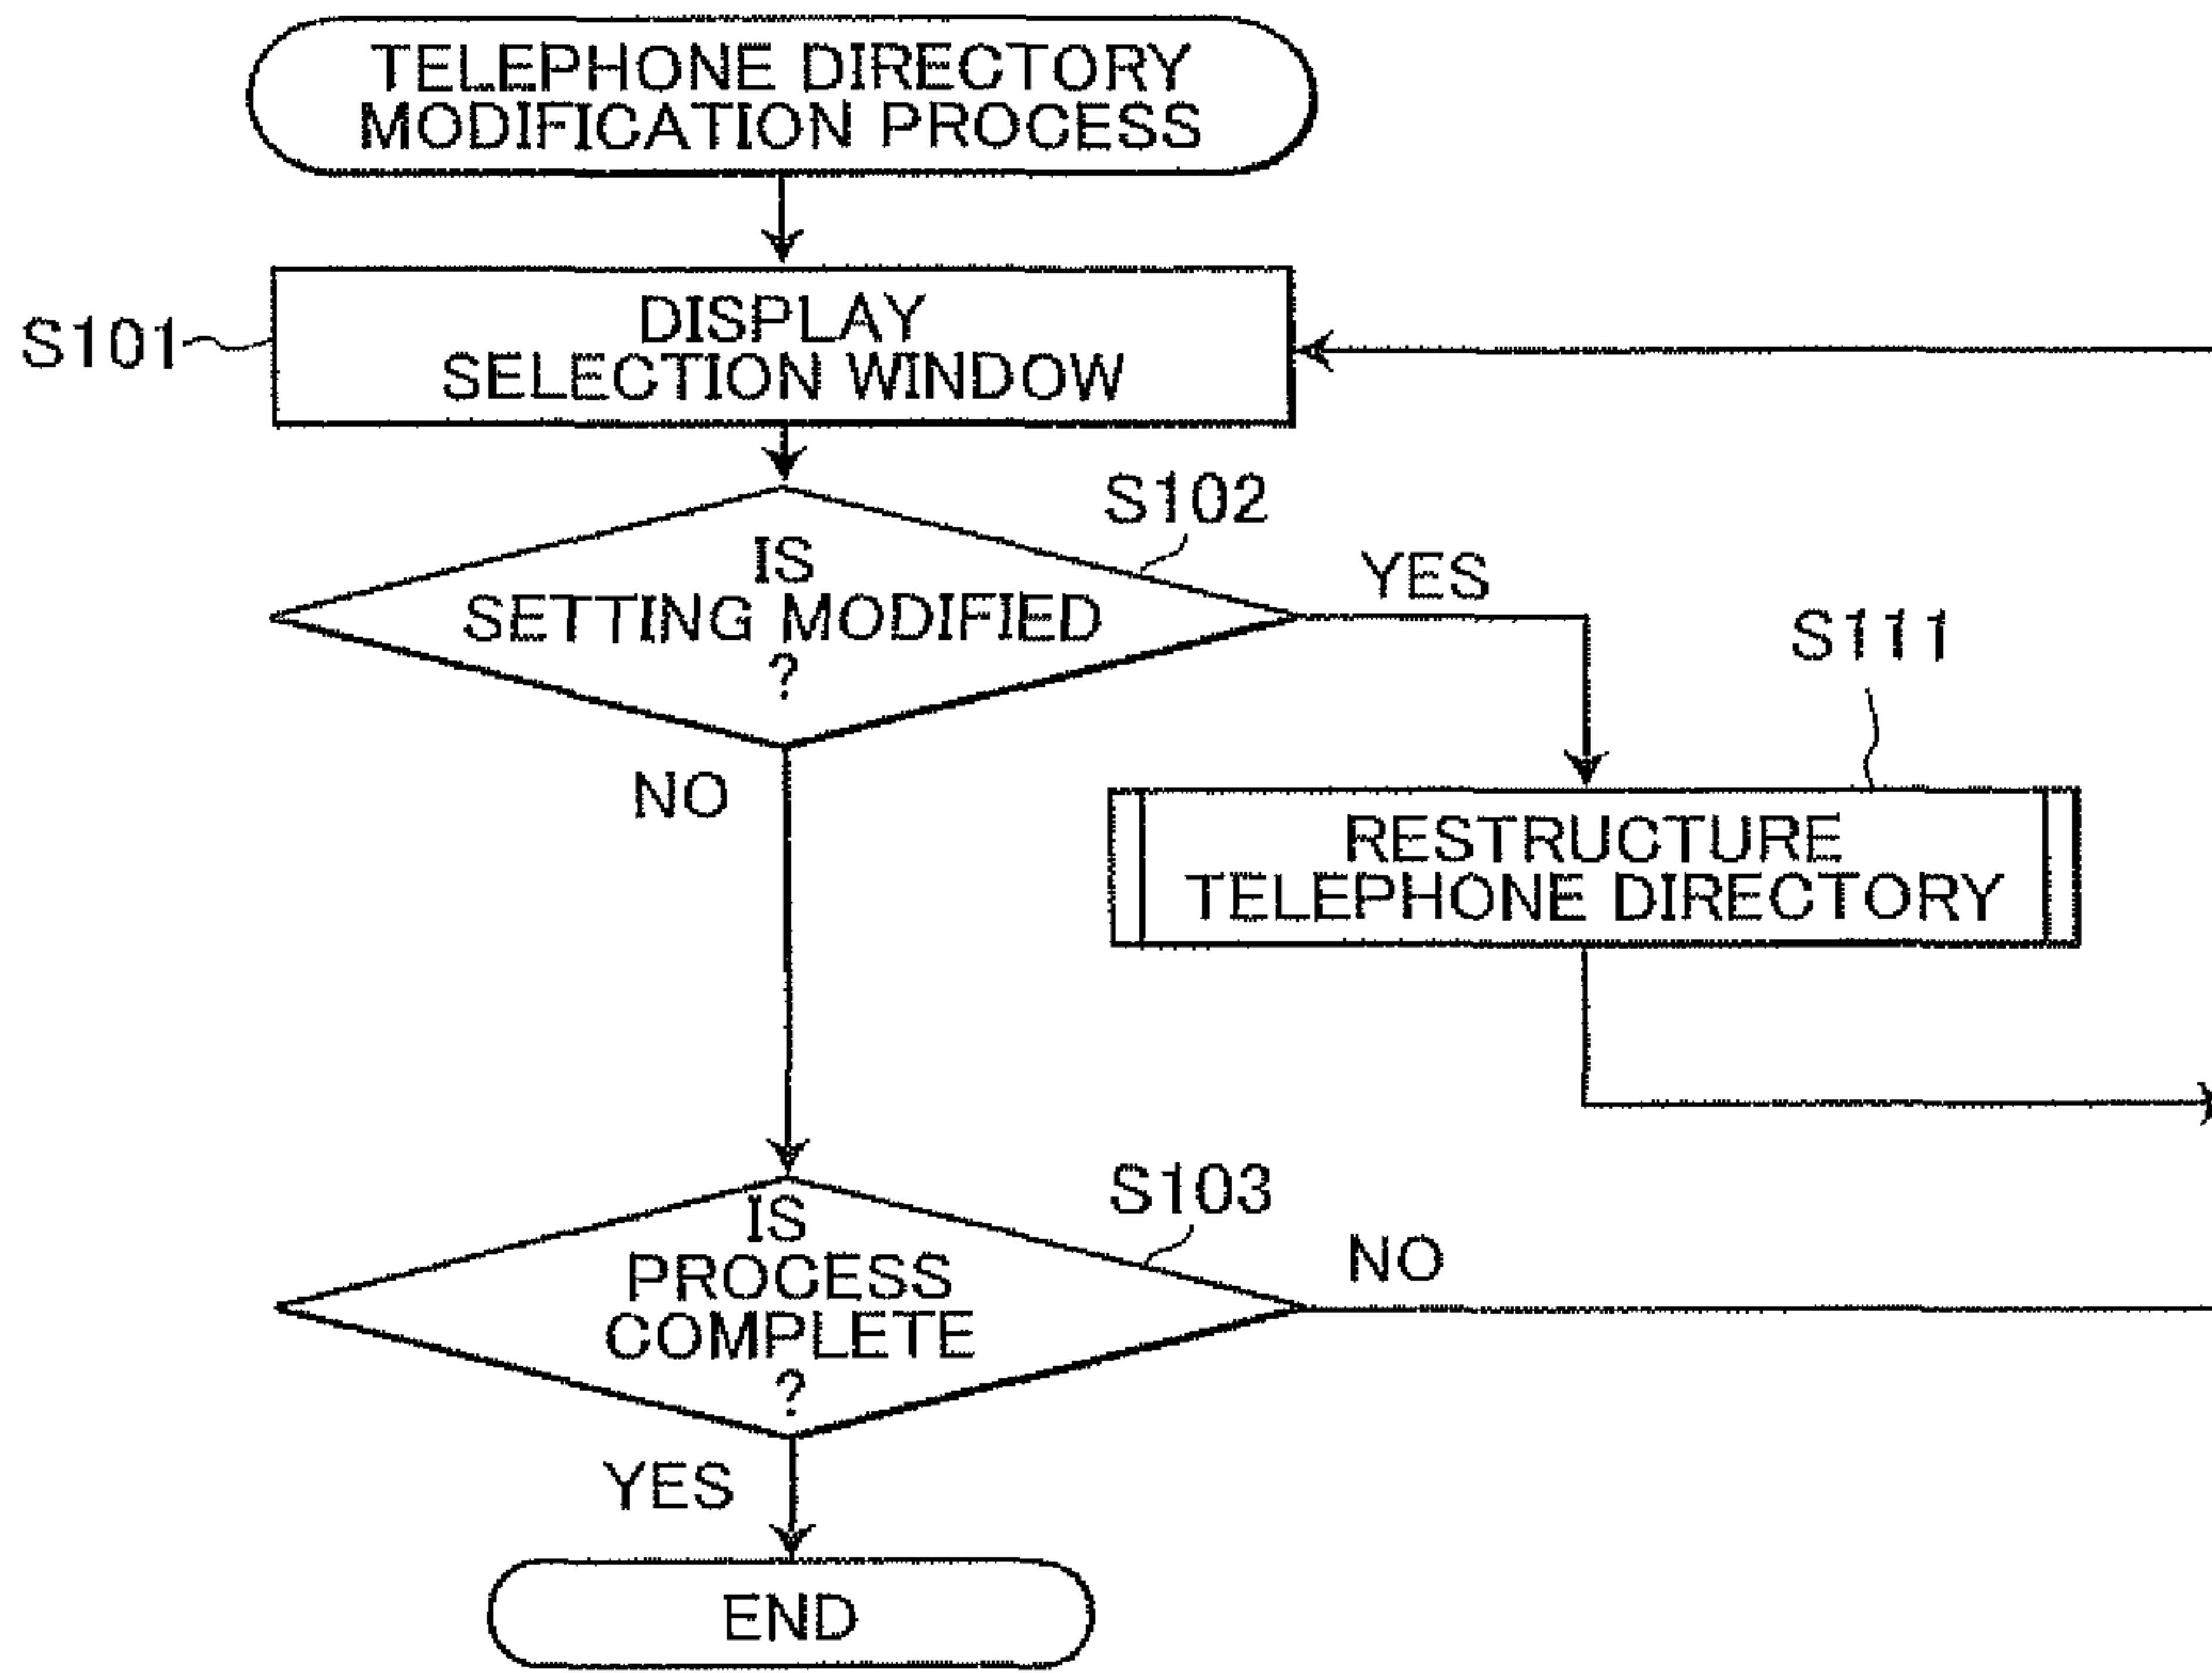 TELEPHONE DIRECTORY
MODIFICATION PROCESS
S101
DISPLAY
SELECTION WINDOW
S102
IS
SETTING MODIFIED
?
YES
NO
S111
RESTRUCTURE
TELEPHONE DIRECTORY
S103
IS
PROCESS
COMPLETE
?
NO
YES
END